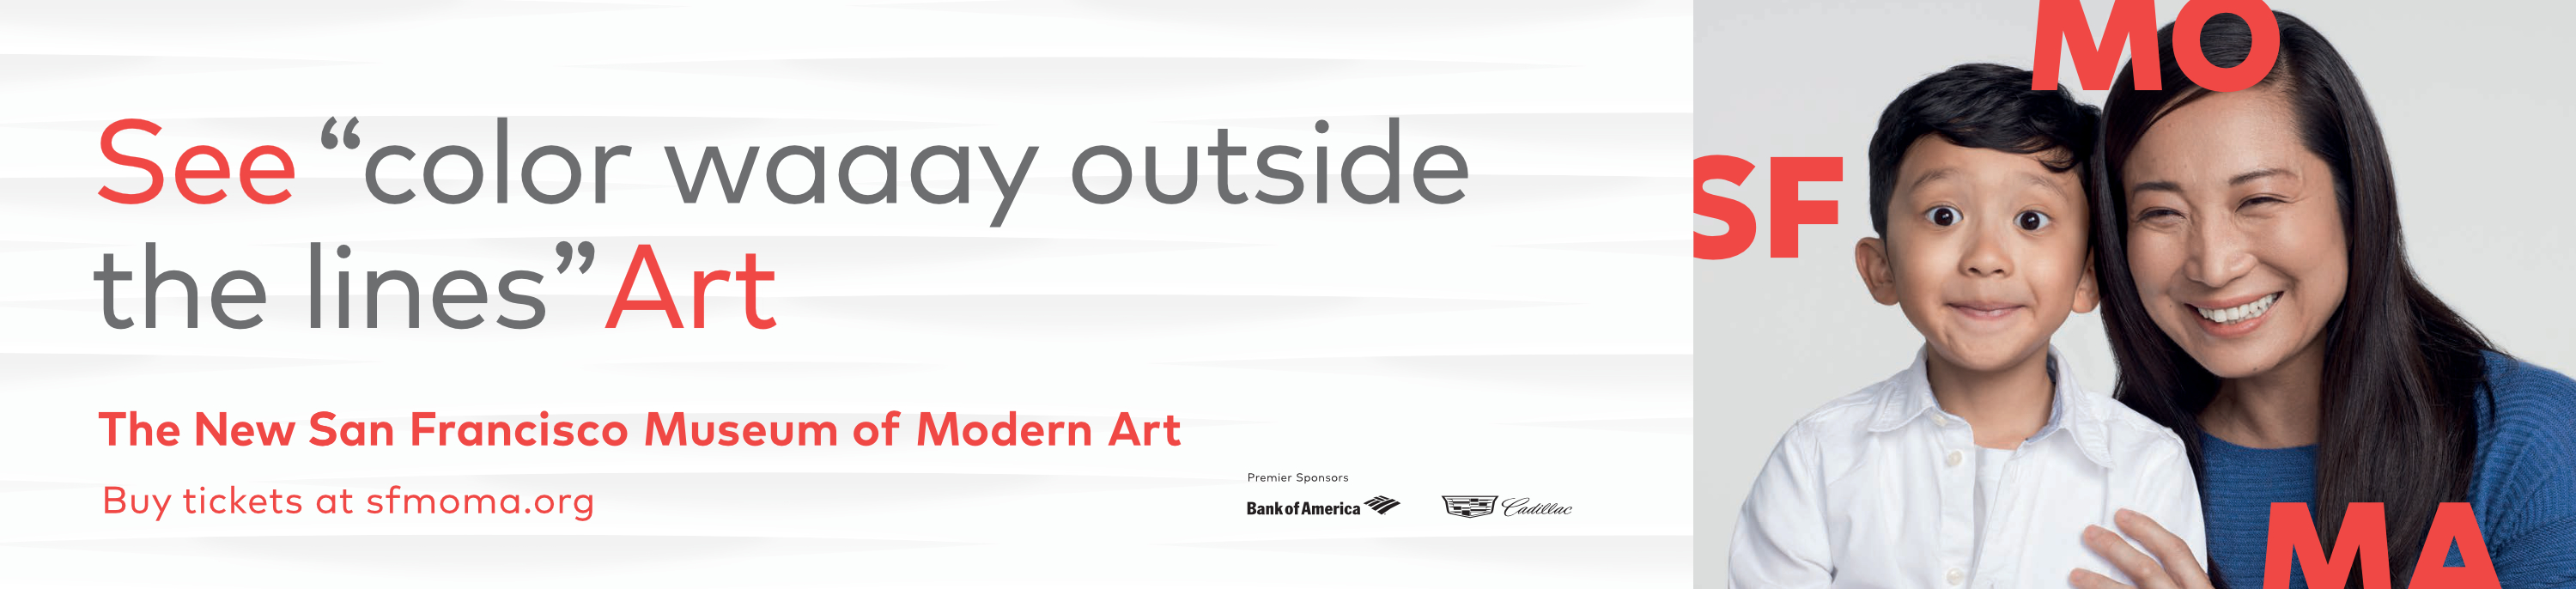 See “color waaay outside
the lines” Art
The New San Francisco Museum of Modern Art
Buy tickets at sfmoma.org
Premier Sponsors
Bank of America
Cadillac
SF
MO
MA